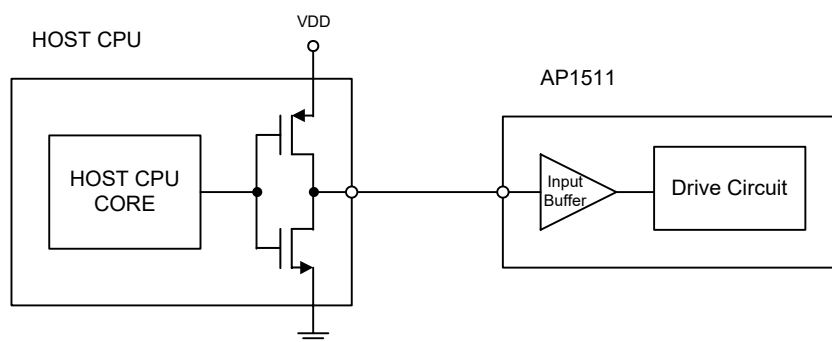 VDD
HOST CPU
AP1511
HOST CPU
CORE
Input
Buffer
Drive Circuit